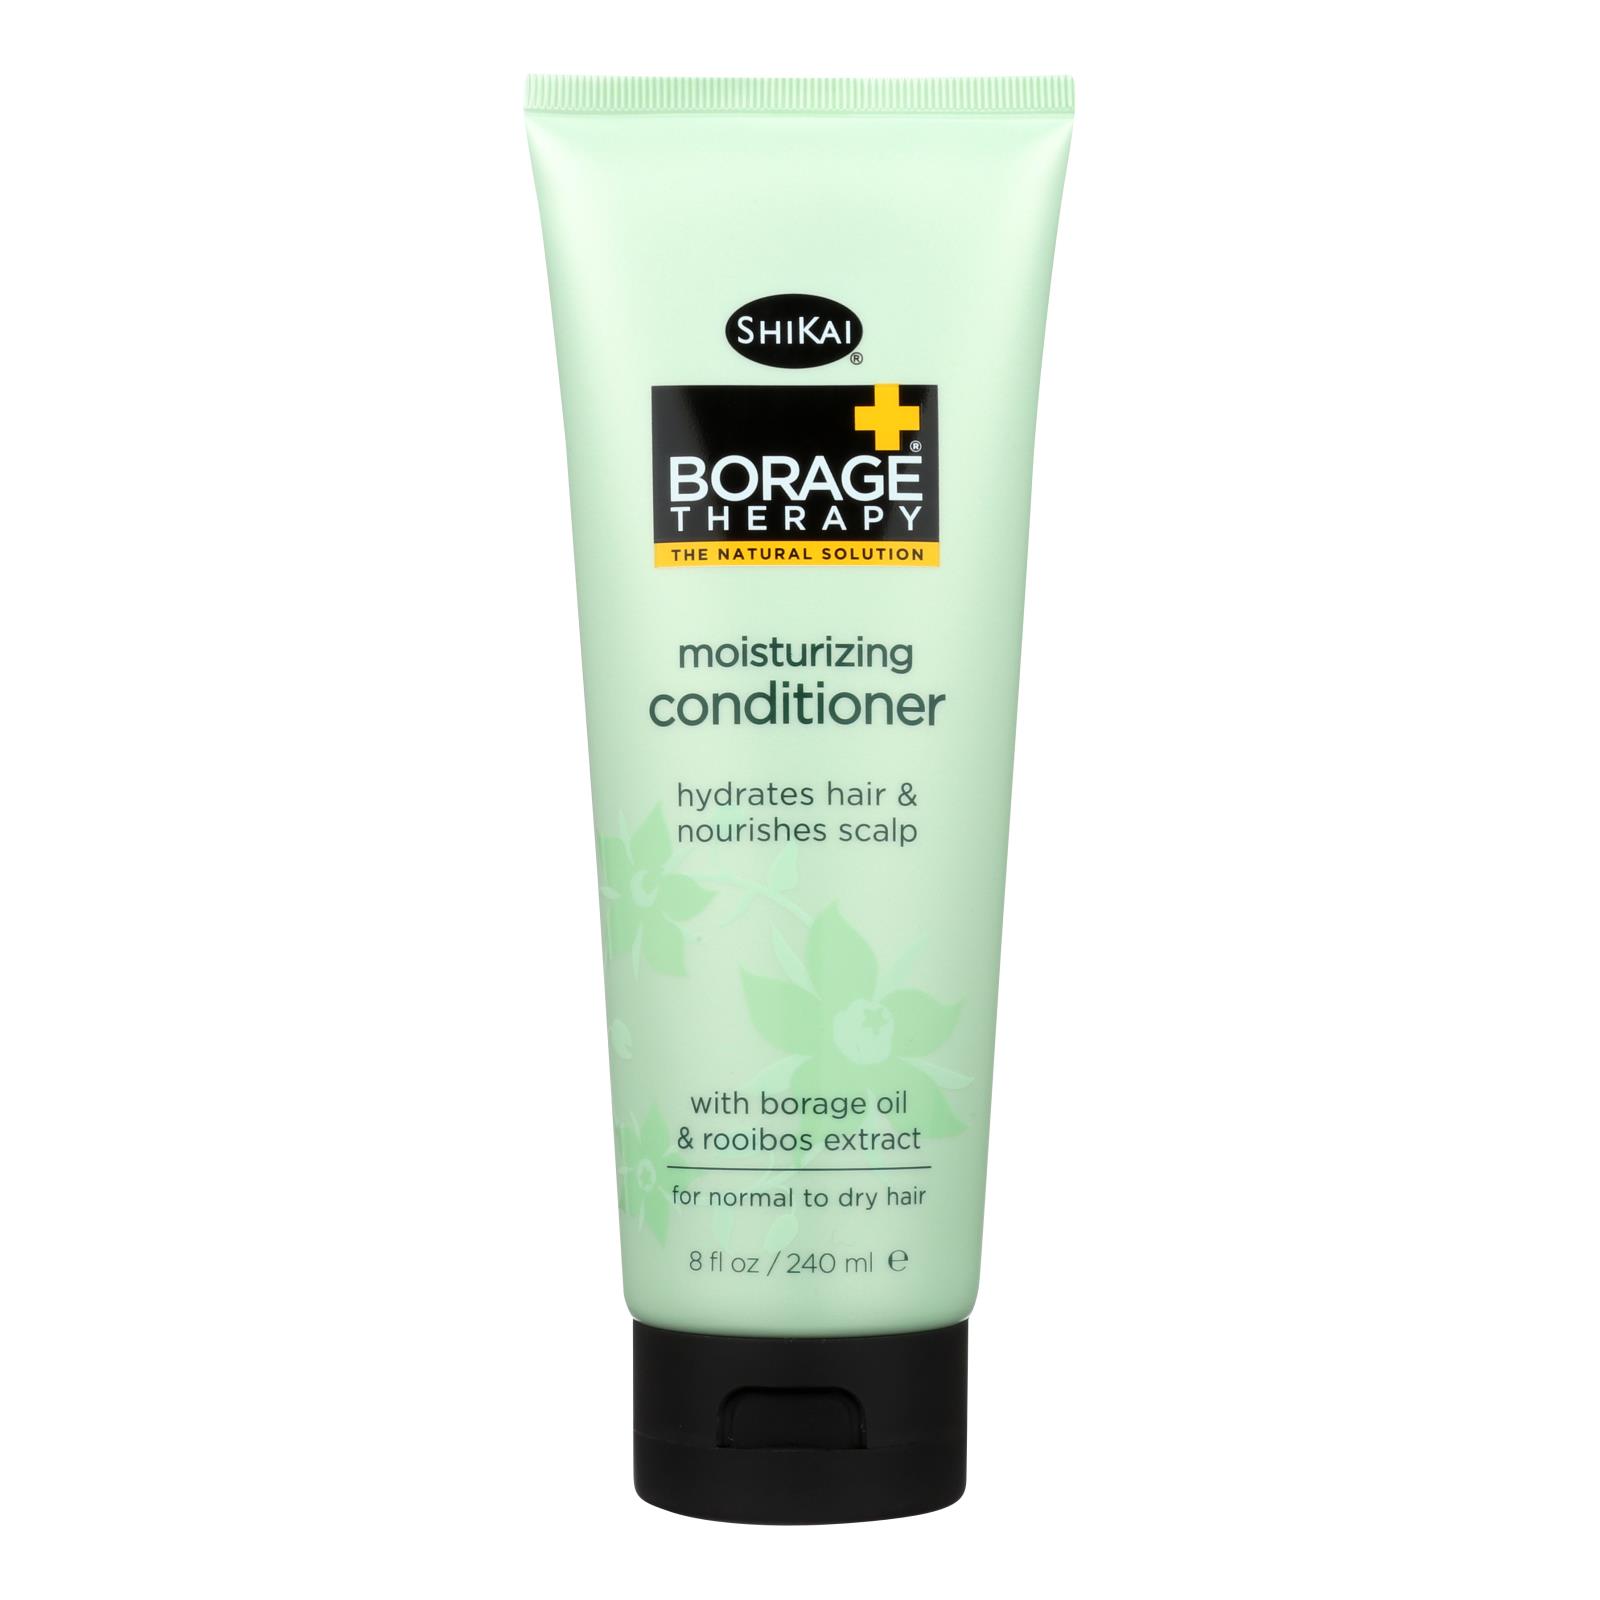 SHIKAI®
BORAGE®
THERAPY
THE NATURAL SOLUTION
moisturizing
conditioner
hydrates hair &
nourishes scalp
with borage oil
& rooibos extract
for normal to dry hair
8 fl oz / 240 ml ℮